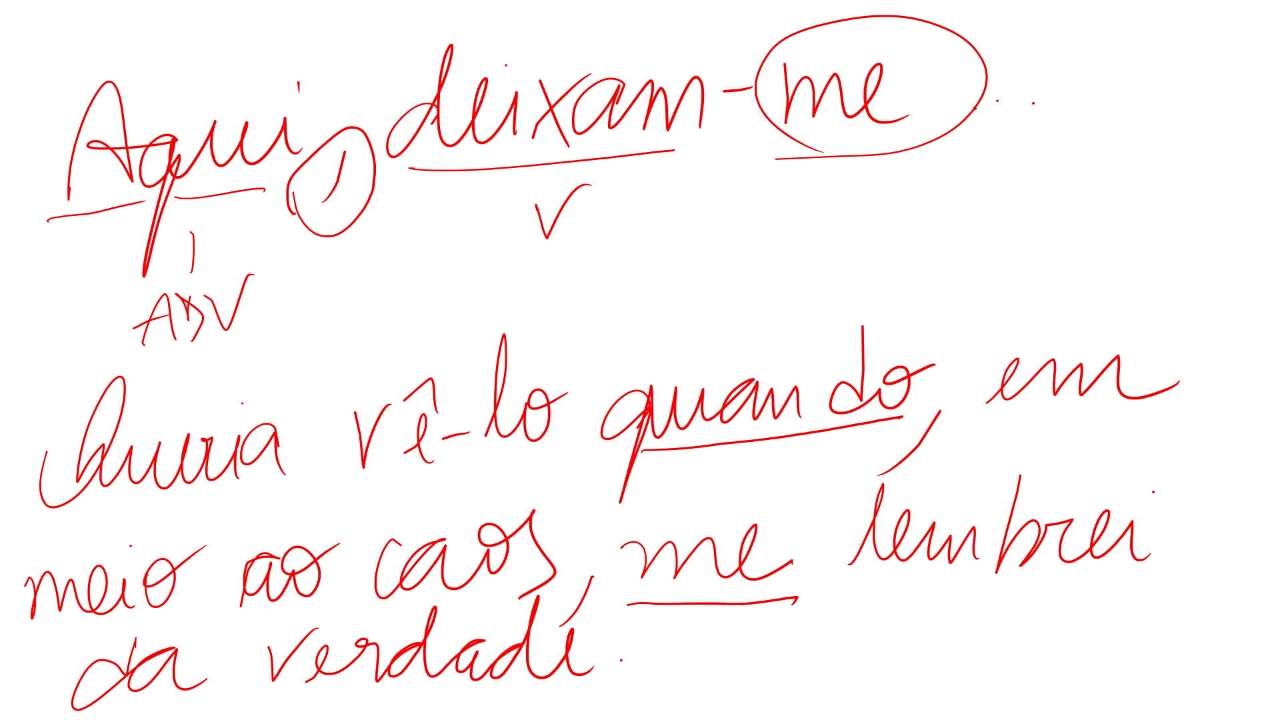 Aqui, deixam-me...
V
ADV
Queria vê-lo quando, em
meio ao caos, me lembrei
da verdade.